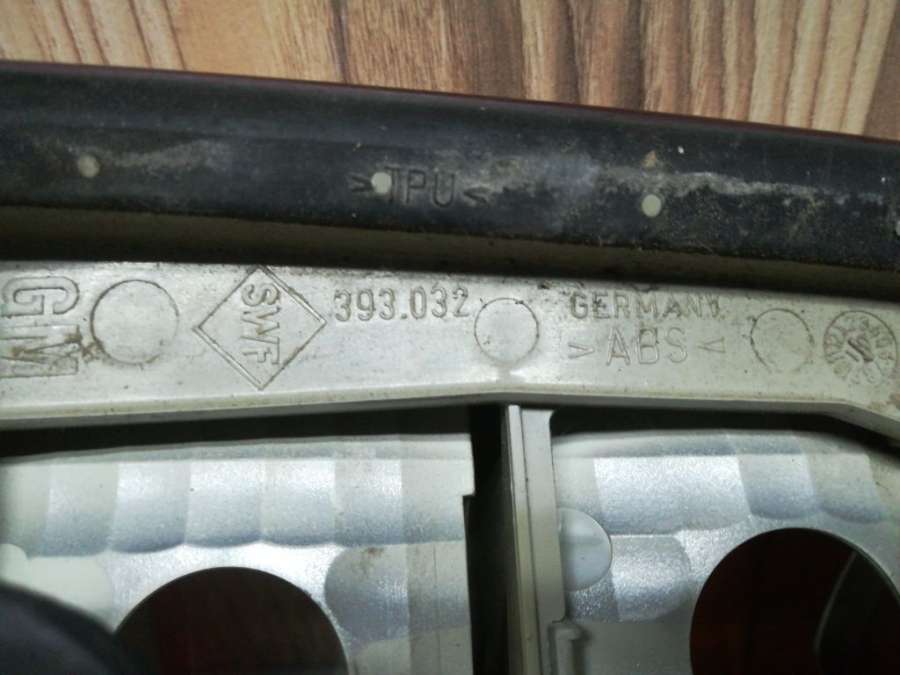 >TPU<
GM
SWF
393.032
GERMANY
>ABS<